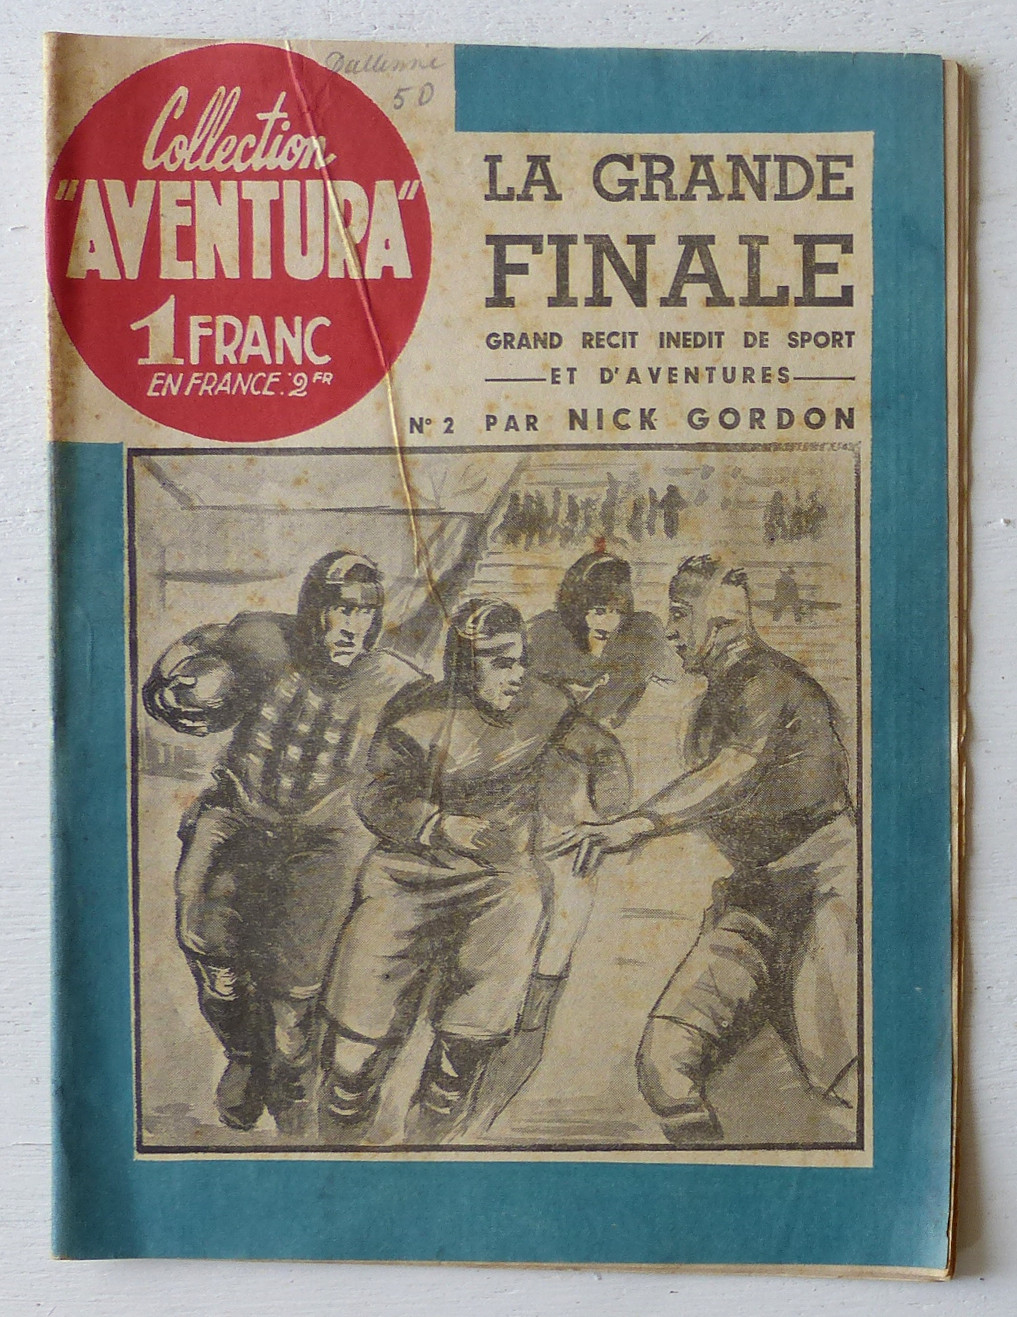 50
Collection
"AVENTURA"
1 FRANC
EN FRANCE: 2 FR
LA GRANDE
FINALE
GRAND RECIT INEDIT DE SPORT
ET D'AVENTURES
N° 2 PAR NICK GORDON